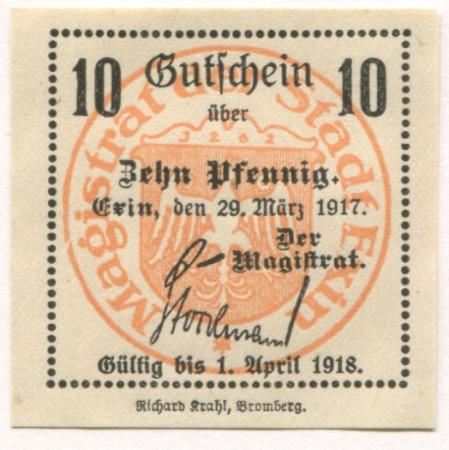 10 Gutschein 10
über
Zehn Pfennig.
Exin, den 29. März 1917.
Der
Magistrat.
Gültig bis 1. April 1918.
Richard Krahl, Bromberg.
Magistrat der Stadt Exin
1262